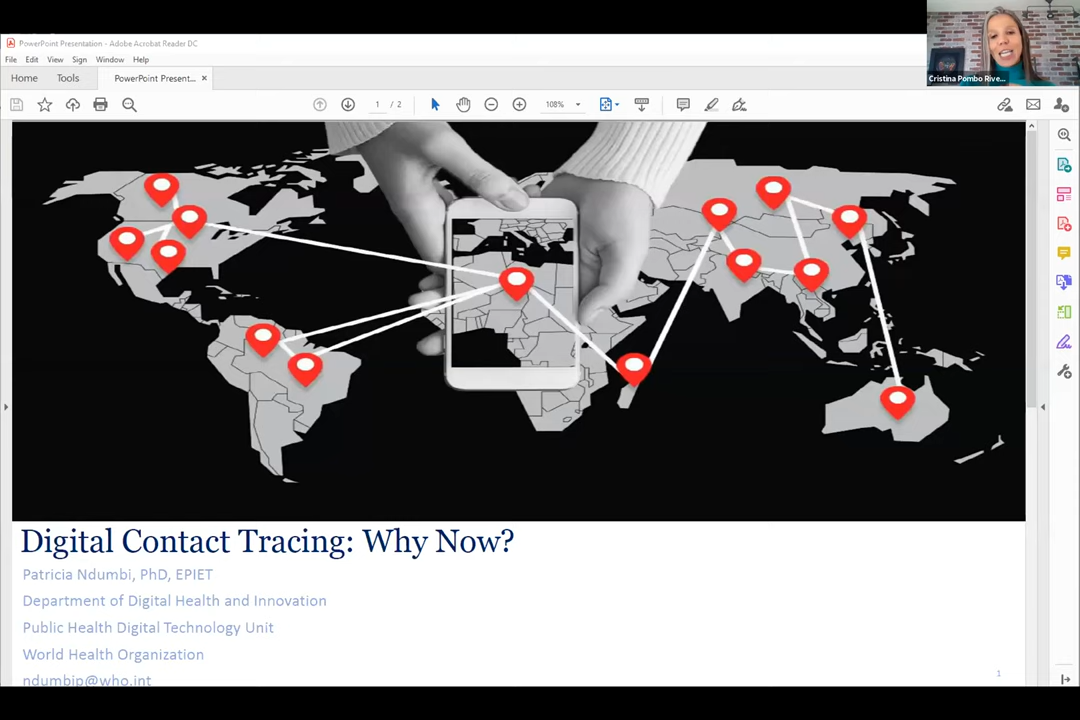 PowerPoint Presentation - Adobe Acrobat Reader DC
File Edit View Sign Window Help
Home Tools PowerPoint Present... ×
1 / 2 108%
Cristina Pombo Rive...
Digital Contact Tracing: Why Now?
Patricia Ndumbi, PhD, EPIET
Department of Digital Health and Innovation
Public Health Digital Technology Unit
World Health Organization
ndumbip@who.int
1